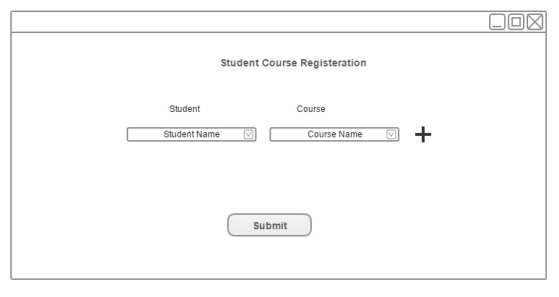 Student Course Registeration
Student Course
Student Name Course Name
Submit